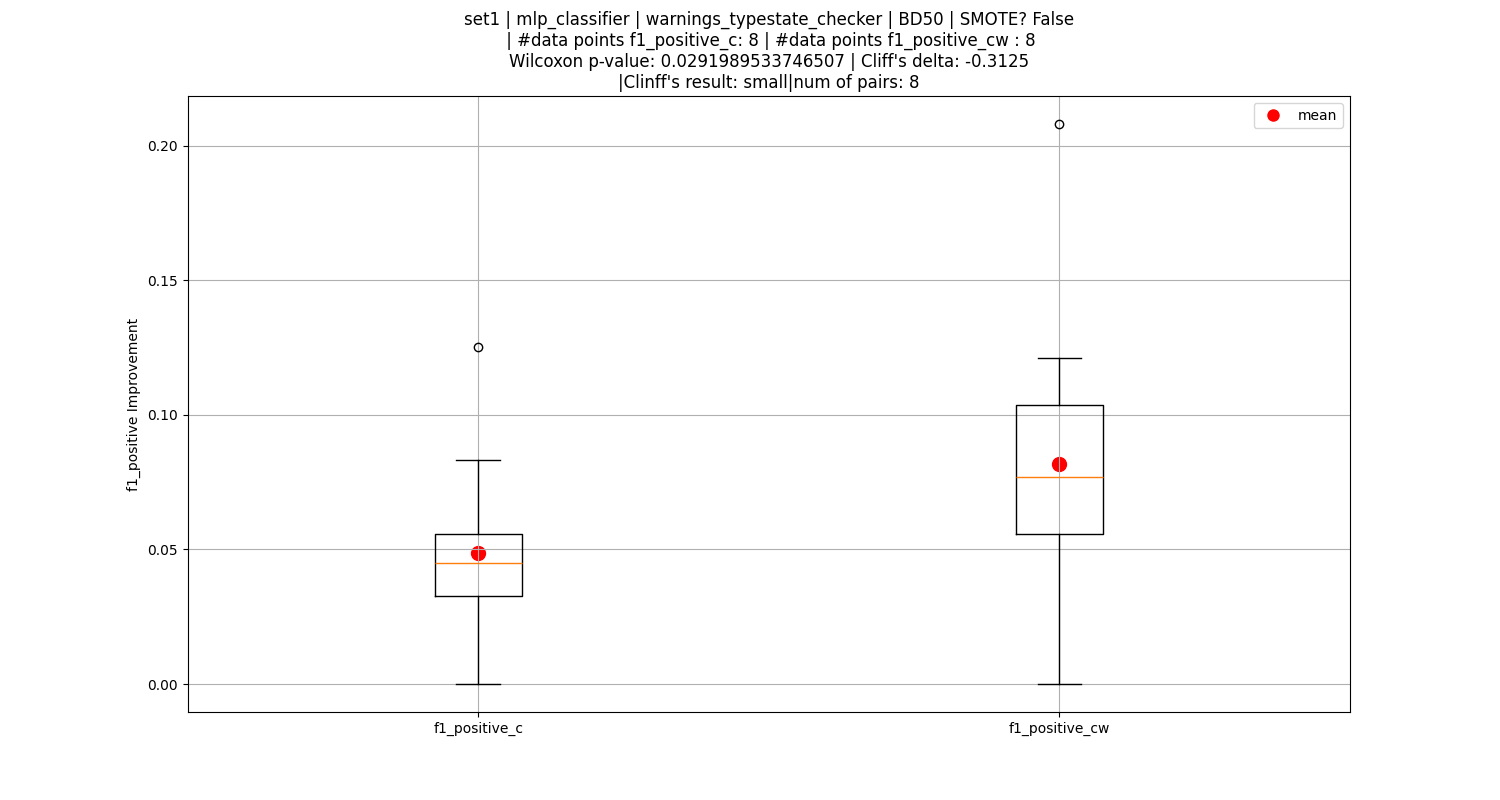 set1 | mlp_classifier | warnings_typestate_checker | BD50 | SMOTE? False
| #data points f1_positive_c: 8 | #data points f1_positive_cw : 8
Wilcoxon p-value: 0.0291989533746507 | Cliff's delta: -0.3125
|Clinff's result: small|num of pairs: 8
mean
0.20
0.15
0.10
0.05
0.00
f1_positive Improvement
f1_positive_c
f1_positive_cw